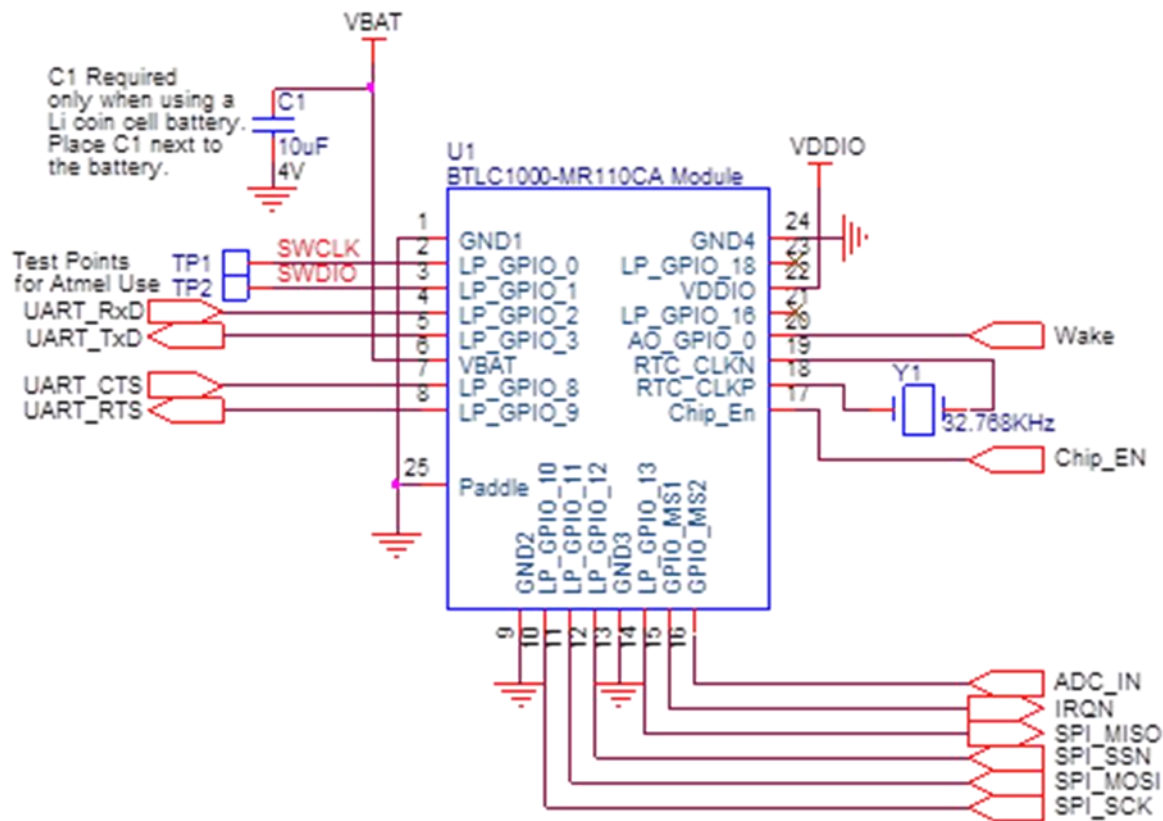 VBAT
C1 Required
only when using a
Li coin cell battery.
Place C1 next to
the battery.
C1
10uF
4V
U1
BTLC1000-MR110CA Module
VDDIO
Test Points
for Atmel Use
TP1
TP2
SWCLK
SWDIO
UART_RxD
UART_TxD
UART_CTS
UART_RTS
1
2
3
4
5
6
7
8
25
GND1
LP_GPIO_0
LP_GPIO_1
LP_GPIO_2
LP_GPIO_3
VBAT
LP_GPIO_8
LP_GPIO_9
Paddle
GND4
LP_GPIO_18
VDDIO
LP_GPIO_16
AO_GPIO_0
RTC_CLKN
RTC_CLKP
Chip_En
24
23
22
21
20
19
18
17
Wake
Y1
32.768KHz
Chip_EN
GND2
LP_GPIO_10
LP_GPIO_11
LP_GPIO_12
GND3
LP_GPIO_13
GPIO_MS1
GPIO_MS2
9
10
11
12
13
14
15
16
ADC_IN
IRQN
SPI_MISO
SPI_SSN
SPI_MOSI
SPI_SCK